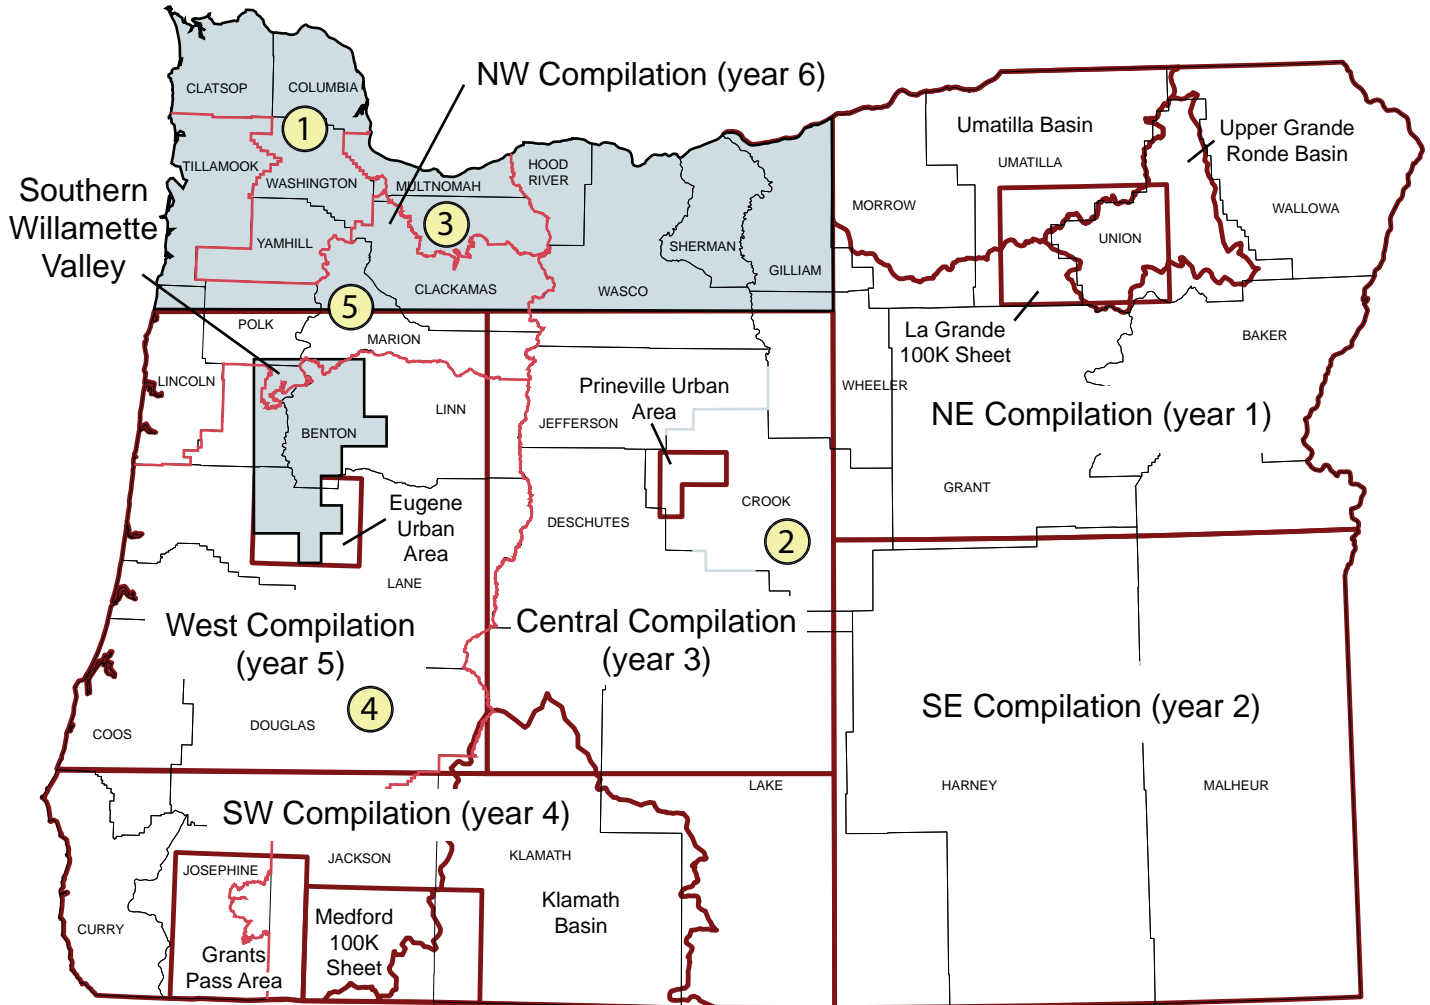 NW Compilation (year 6)
CLATSOP
COLUMBIA
1
Umatilla Basin
UMATILLA
Upper Grande
Ronde Basin
TILLAMOOK
WASHINGTON
MULTNOMAH
HOOD
RIVER
Southern
Willamette
Valley
MORROW
WALLOWA
3
YAMHILL
SHERMAN
UNION
GILLIAM
CLACKAMAS
WASCO
5
POLK
MARION
La Grande
100K Sheet
BAKER
LINCOLN
Prineville Urban
Area
WHEELER
LINN
JEFFERSON
NE Compilation (year 1)
BENTON
Eugene
Urban
Area
CROOK
GRANT
DESCHUTES
2
LANE
West Compilation
(year 5)
Central Compilation
(year 3)
4
SE Compilation (year 2)
COOS
DOUGLAS
LAKE
HARNEY
MALHEUR
SW Compilation (year 4)
JACKSON
KLAMATH
JOSEPHINE
Klamath
Basin
Medford
100K
Sheet
CURRY
Grants
Pass Area